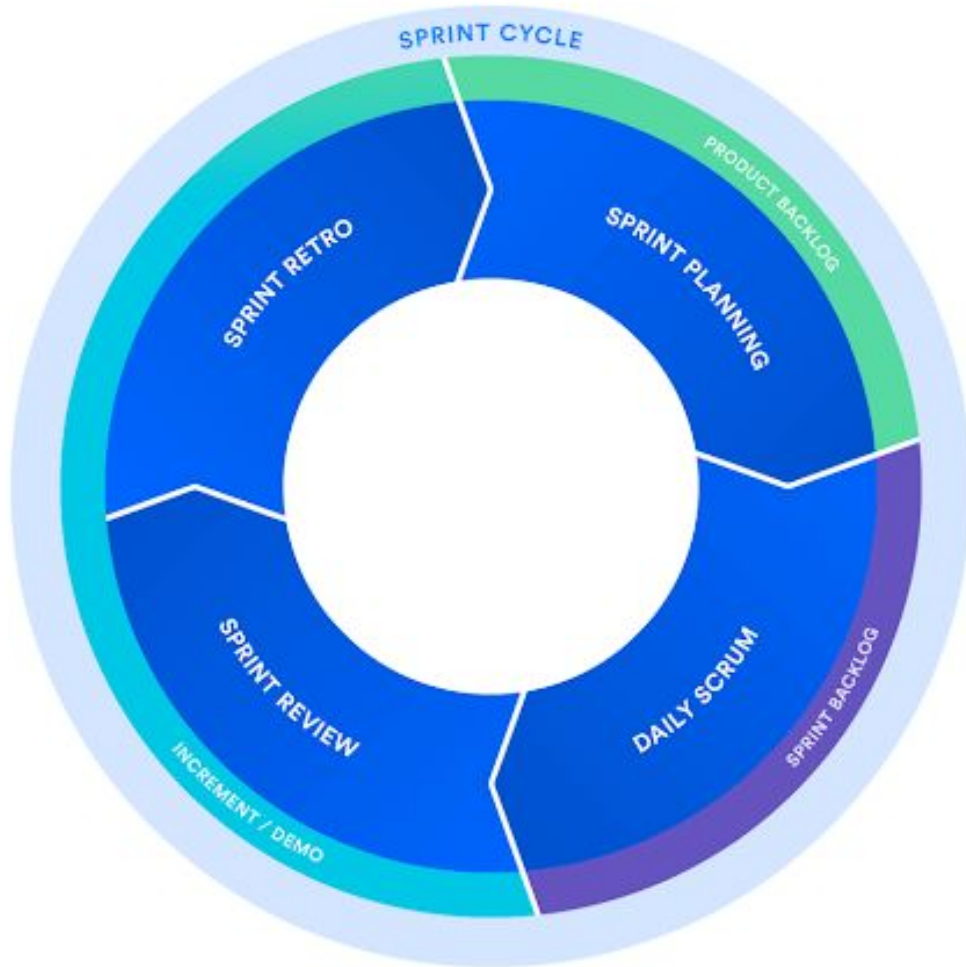 SPRINT CYCLE
PRODUCT BACKLOG
SPRINT PLANNING
SPRINT BACKLOG
DAILY SCRUM
INCREMENT / DEMO
SPRINT REVIEW
SPRINT RETRO